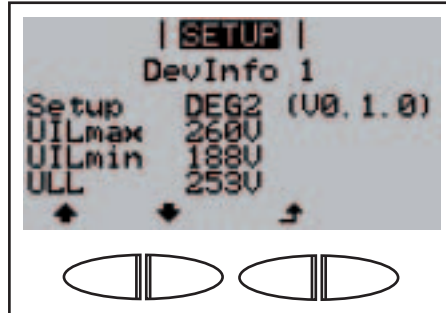 SETUP
DevInfo 1
Setup DEG2 (V0.1.0)
UILmax 260V
UILmin 188V
ULL 253V